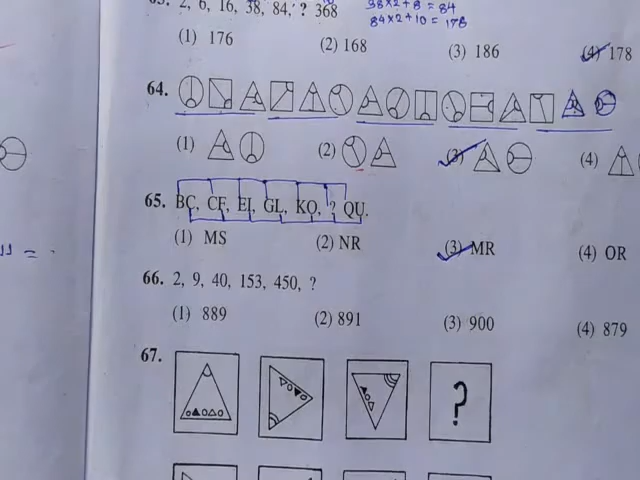 2, 6, 16, 38, 84, ? 368
38×2+8 = 84
84×2+10 = 178
(1) 176 (2) 168 (3) 186 (4) 178
64.
(1) (2) (3) (4)
65. BC, CF, EI, GL, KO, ? QU.
(1) MS (2) NR (3) MR (4) OR
11 =
66. 2, 9, 40, 153, 450, ?
(1) 889 (2) 891 (3) 900 (4) 879
67.
?